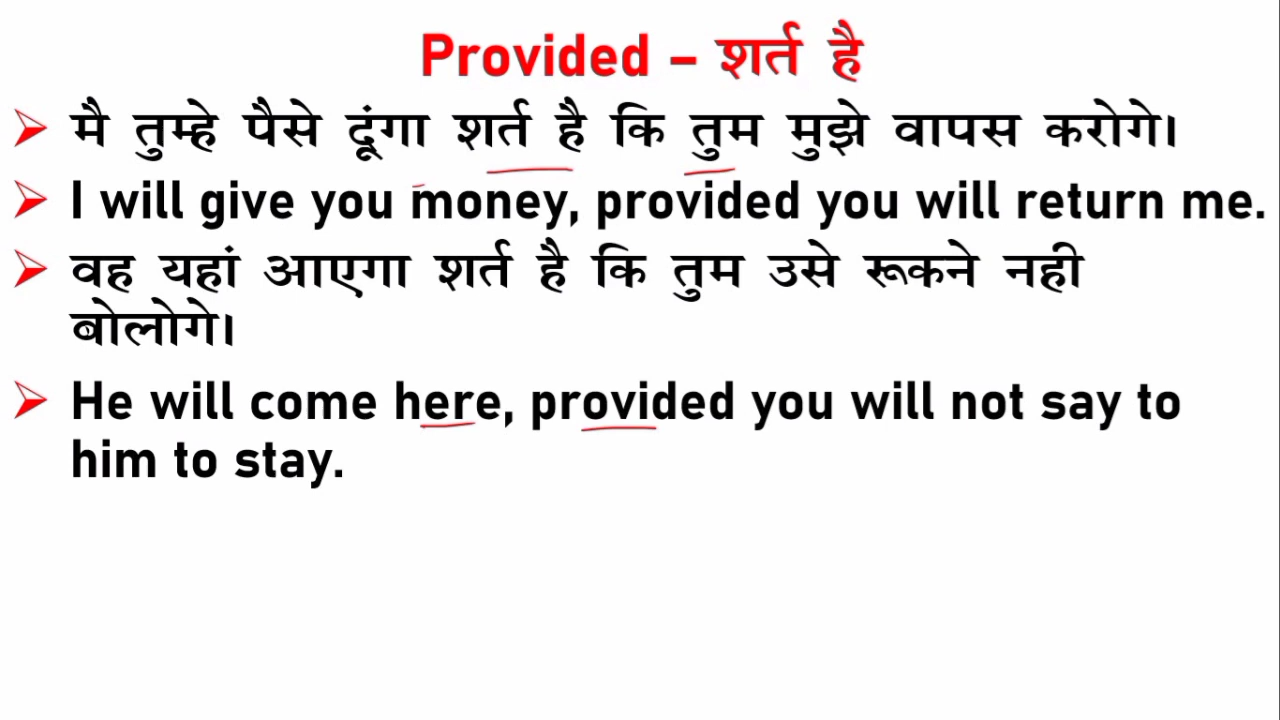 Provided – शर्त है
➢ मै तुम्हे पैसे दूंगा शर्त है कि तुम मुझे वापस करोगे।
➢ I will give you money, provided you will return me.
➢ वह यहां आएगा शर्त है कि तुम उसे रूकने नही
बोलोगे।
➢ He will come here, provided you will not say to
him to stay.